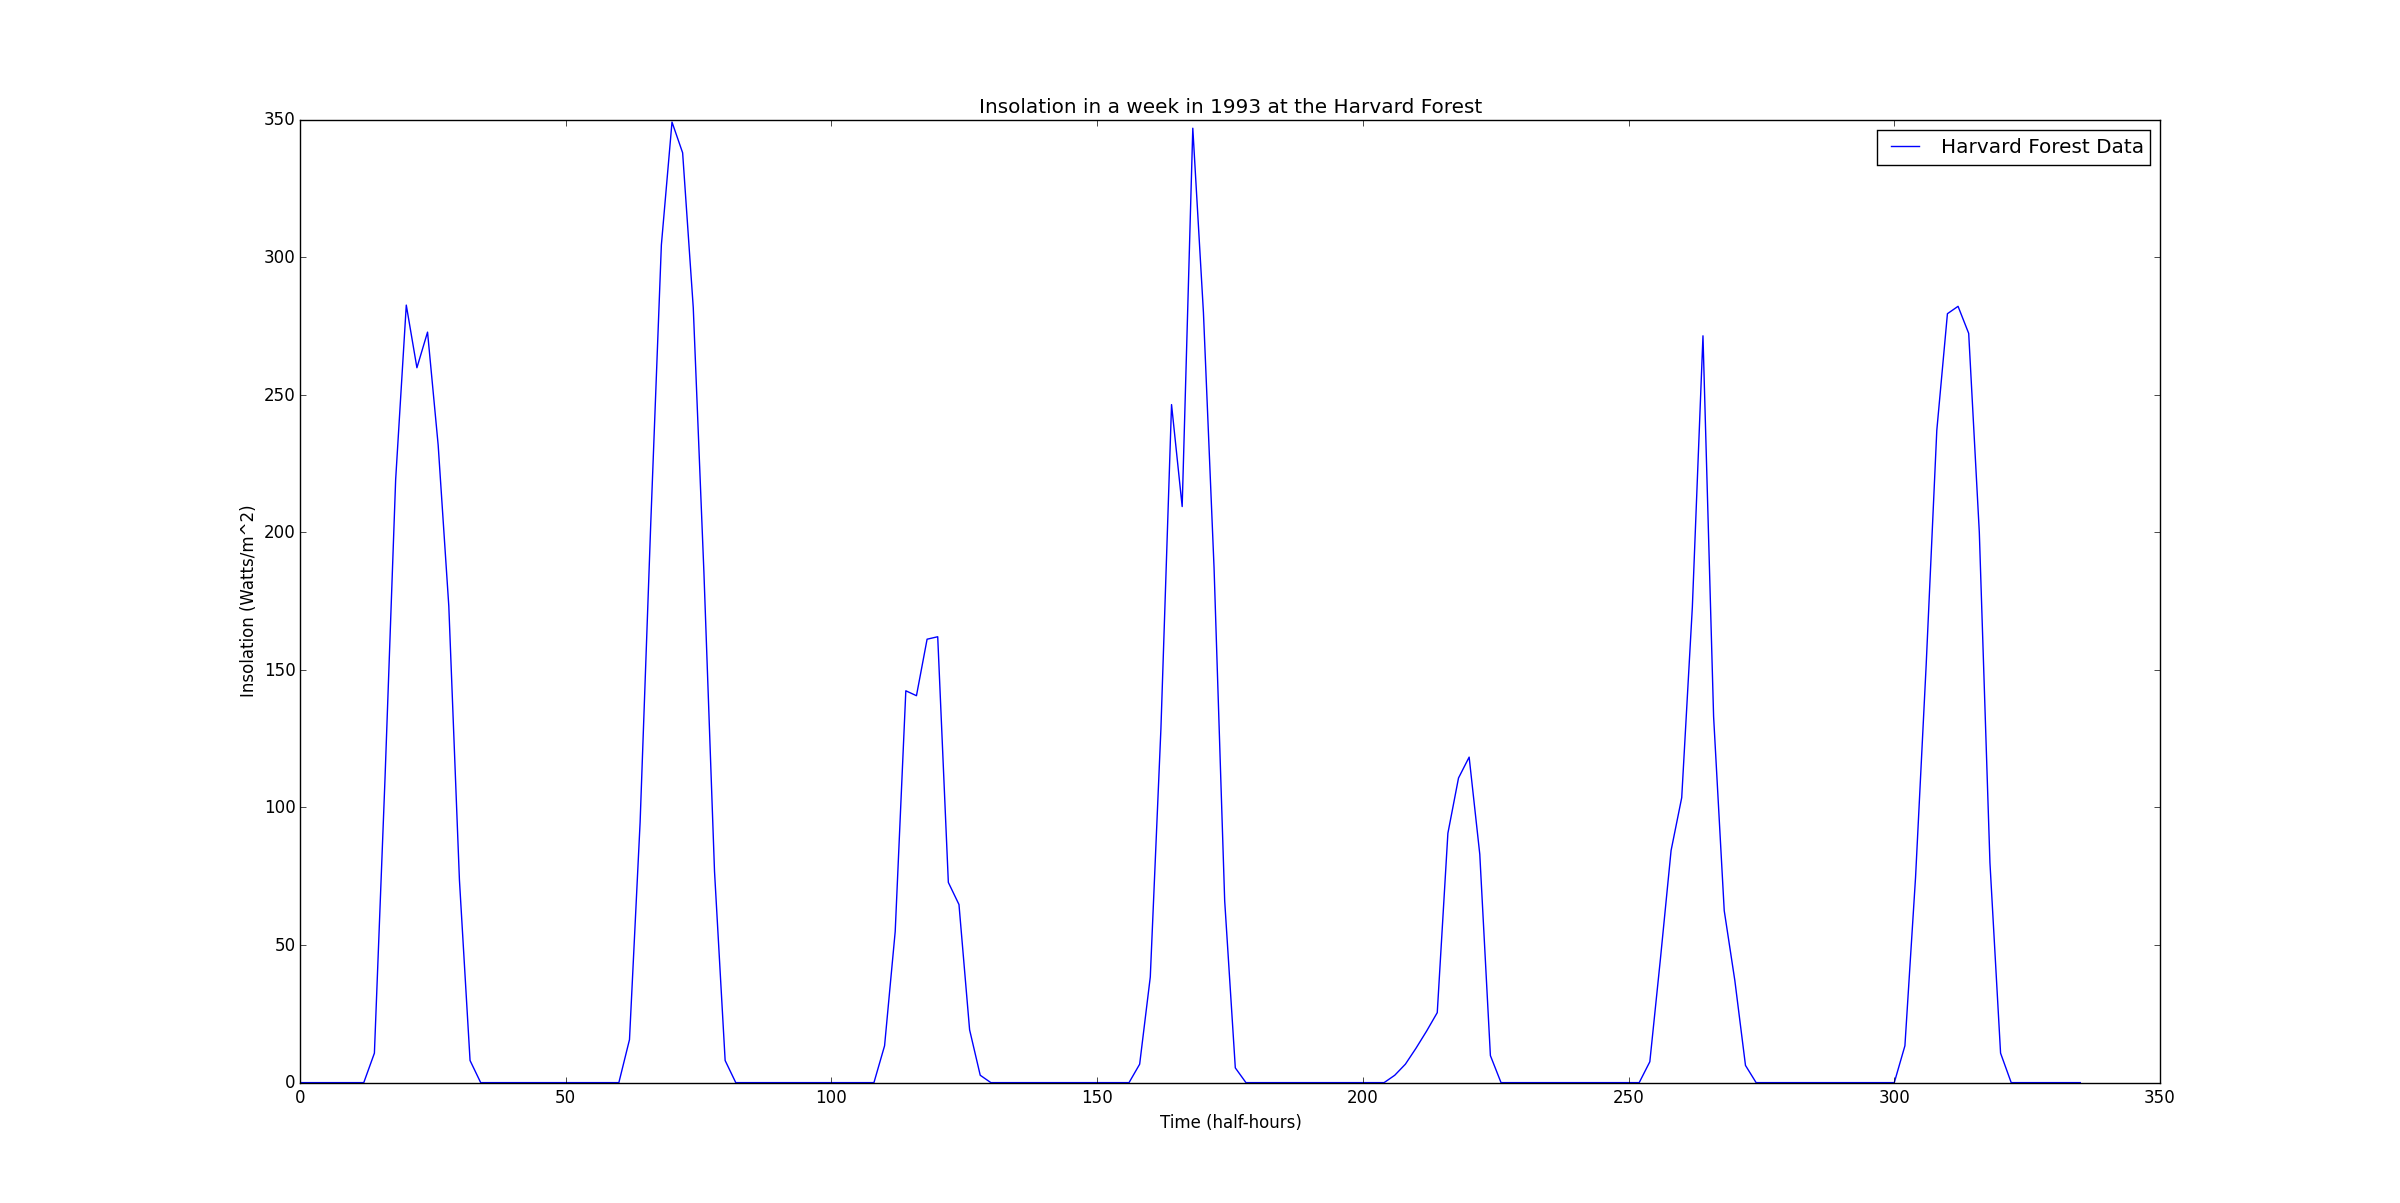 Insolation in a week in 1993 at the Harvard Forest
Harvard Forest Data
350
300
250
200
150
100
50
0
Insolation (Watts/m^2)
0 50 100 150 200 250 300 350
Time (half-hours)